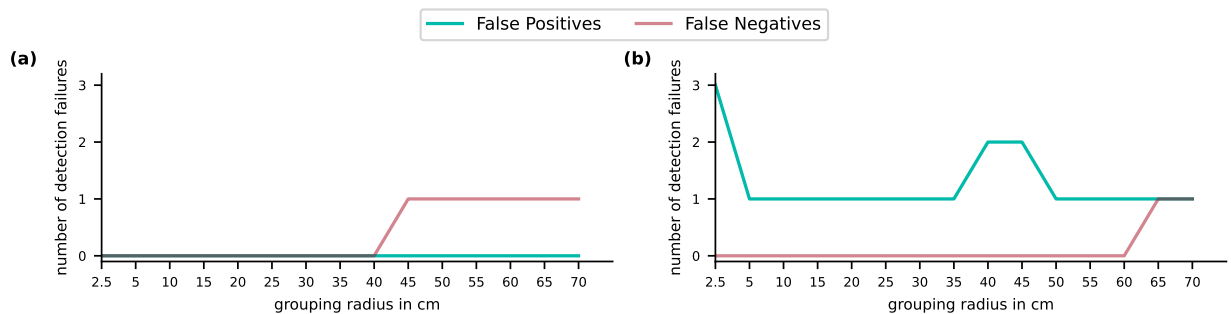 False Positives False Negatives
(a)
number of detection failures
3
2
1
0
2.5 5 10 15 20 25 30 35 40 45 50 55 60 65 70
grouping radius in cm
(b)
number of detection failures
3
2
1
0
2.5 5 10 15 20 25 30 35 40 45 50 55 60 65 70
grouping radius in cm